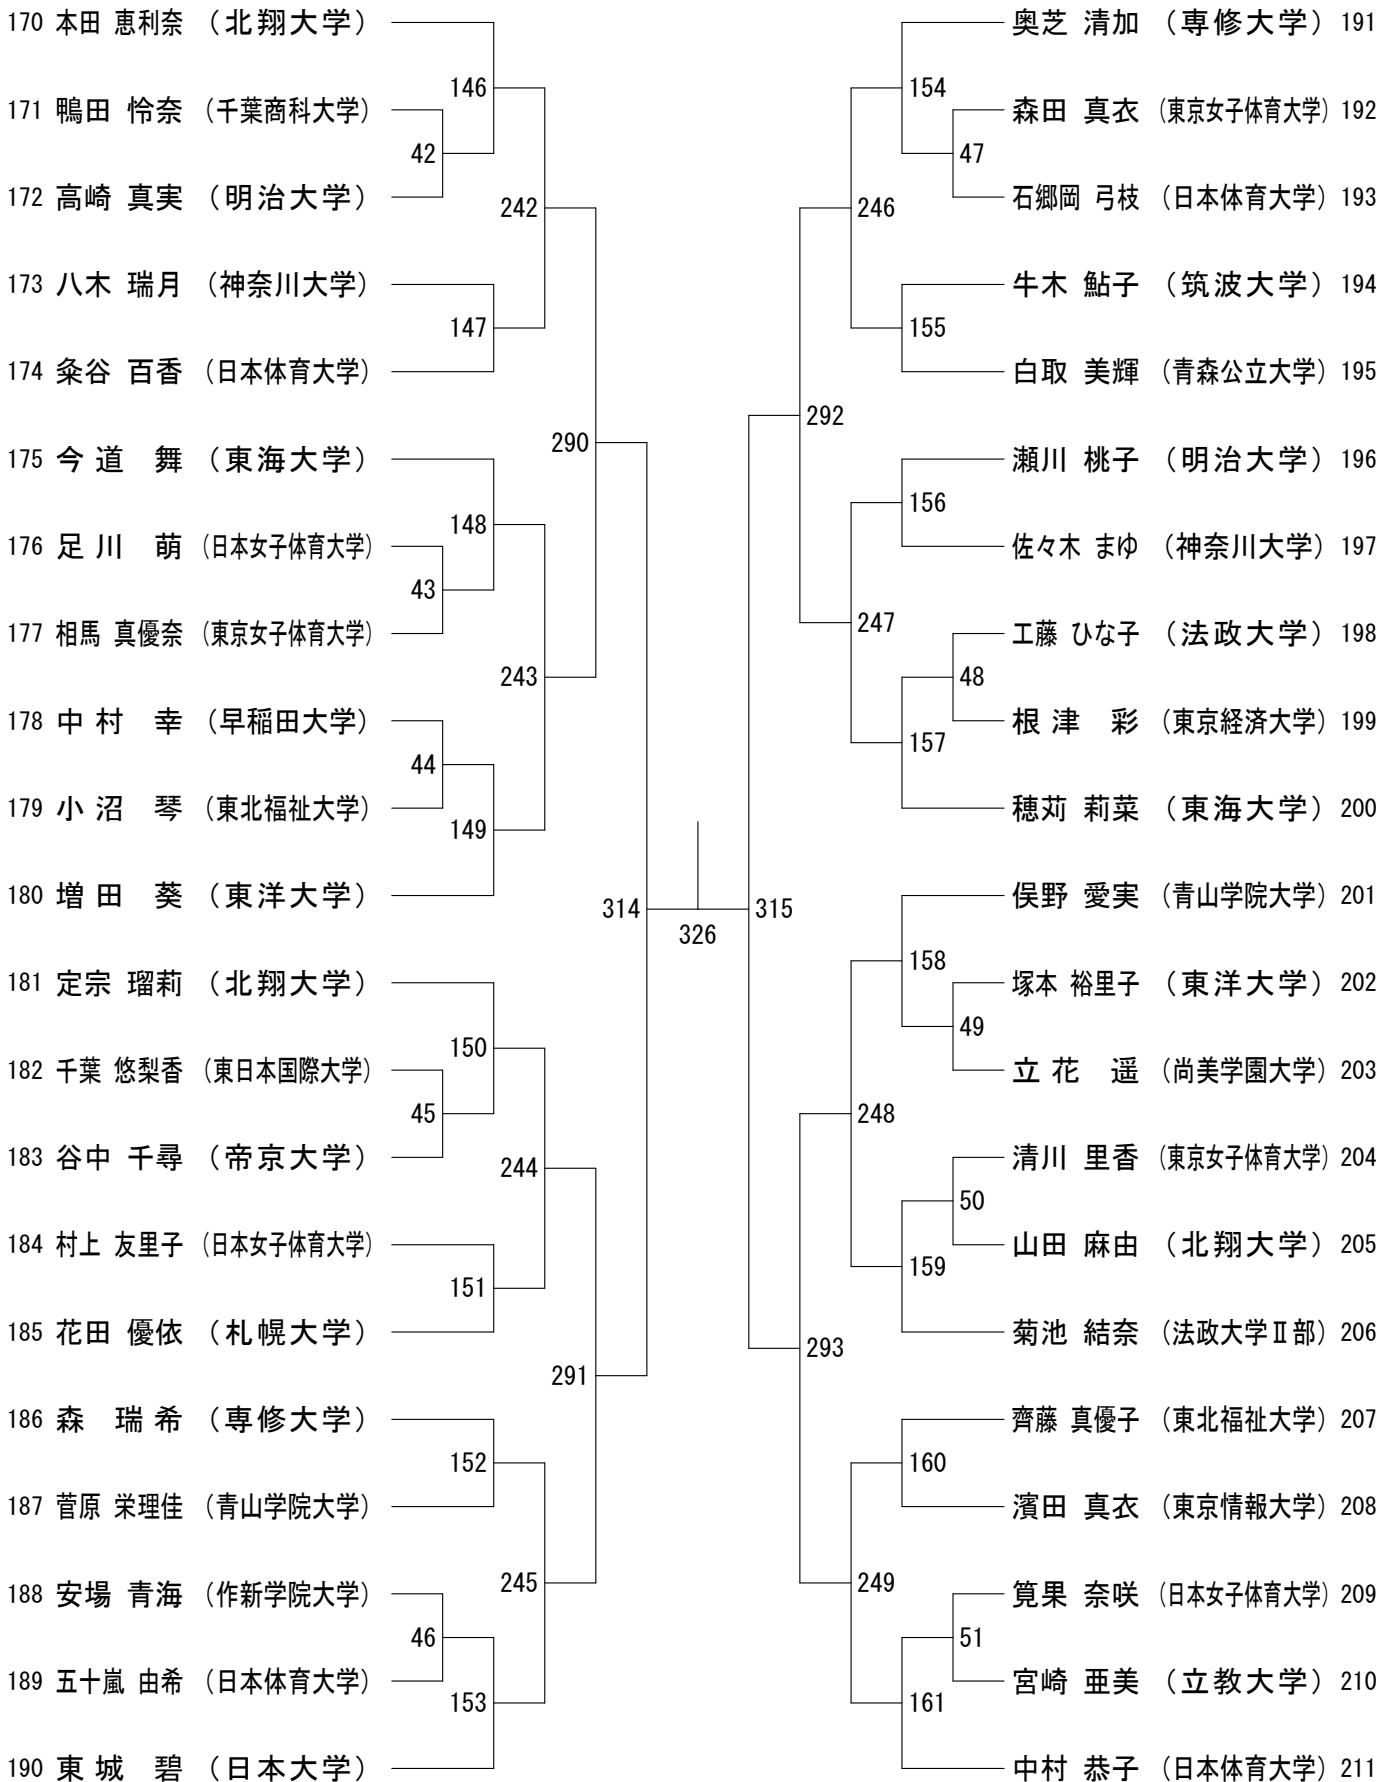 170 本田 恵利奈 (北翔大学)
146
171 鴨田 怜奈 (千葉商科大学)
42
172 高崎 真実 (明治大学)
242
173 八木 瑞月 (神奈川大学)
147
174 粂谷 百香 (日本体育大学)
290
175 今道 舞 (東海大学)
148
176 足川 萌 (日本女子体育大学)
43
177 相馬 真優奈 (東京女子体育大学)
243
178 中村 幸 (早稲田大学)
44
179 小沼 琴 (東北福祉大学)
149
180 増田 葵 (東洋大学)
314
181 定宗 瑠莉 (北翔大学)
150
182 千葉 悠梨香 (東日本国際大学)
45
183 谷中 千尋 (帝京大学)
244
184 村上 友里子 (日本女子体育大学)
151
185 花田 優依 (札幌大学)
291
186 森 瑞希 (専修大学)
152
187 菅原 栄理佳 (青山学院大学)
245
188 安場 青海 (作新学院大学)
46
189 五十嵐 由希 (日本体育大学)
153
190 東城 碧 (日本大学)
326
奥芝 清加 (専修大学) 191
154
森田 真衣 (東京女子体育大学) 192
47
石郷岡 弓枝 (日本体育大学) 193
246
牛木 鮎子 (筑波大学) 194
155
白取 美輝 (青森公立大学) 195
292
瀬川 桃子 (明治大学) 196
156
佐々木 まゆ (神奈川大学) 197
247
工藤 ひな子 (法政大学) 198
48
根津 彩 (東京経済大学) 199
157
穂苅 莉菜 (東海大学) 200
俣野 愛実 (青山学院大学) 201
315
158
塚本 裕里子 (東洋大学) 202
49
立花 遥 (尚美学園大学) 203
248
清川 里香 (東京女子体育大学) 204
50
山田 麻由 (北翔大学) 205
159
菊池 結奈 (法政大学Ⅱ部) 206
293
齊藤 真優子 (東北福祉大学) 207
160
濱田 真衣 (東京情報大学) 208
249
筧果 奈咲 (日本女子体育大学) 209
51
宮崎 亜美 (立教大学) 210
161
中村 恭子 (日本体育大学) 211